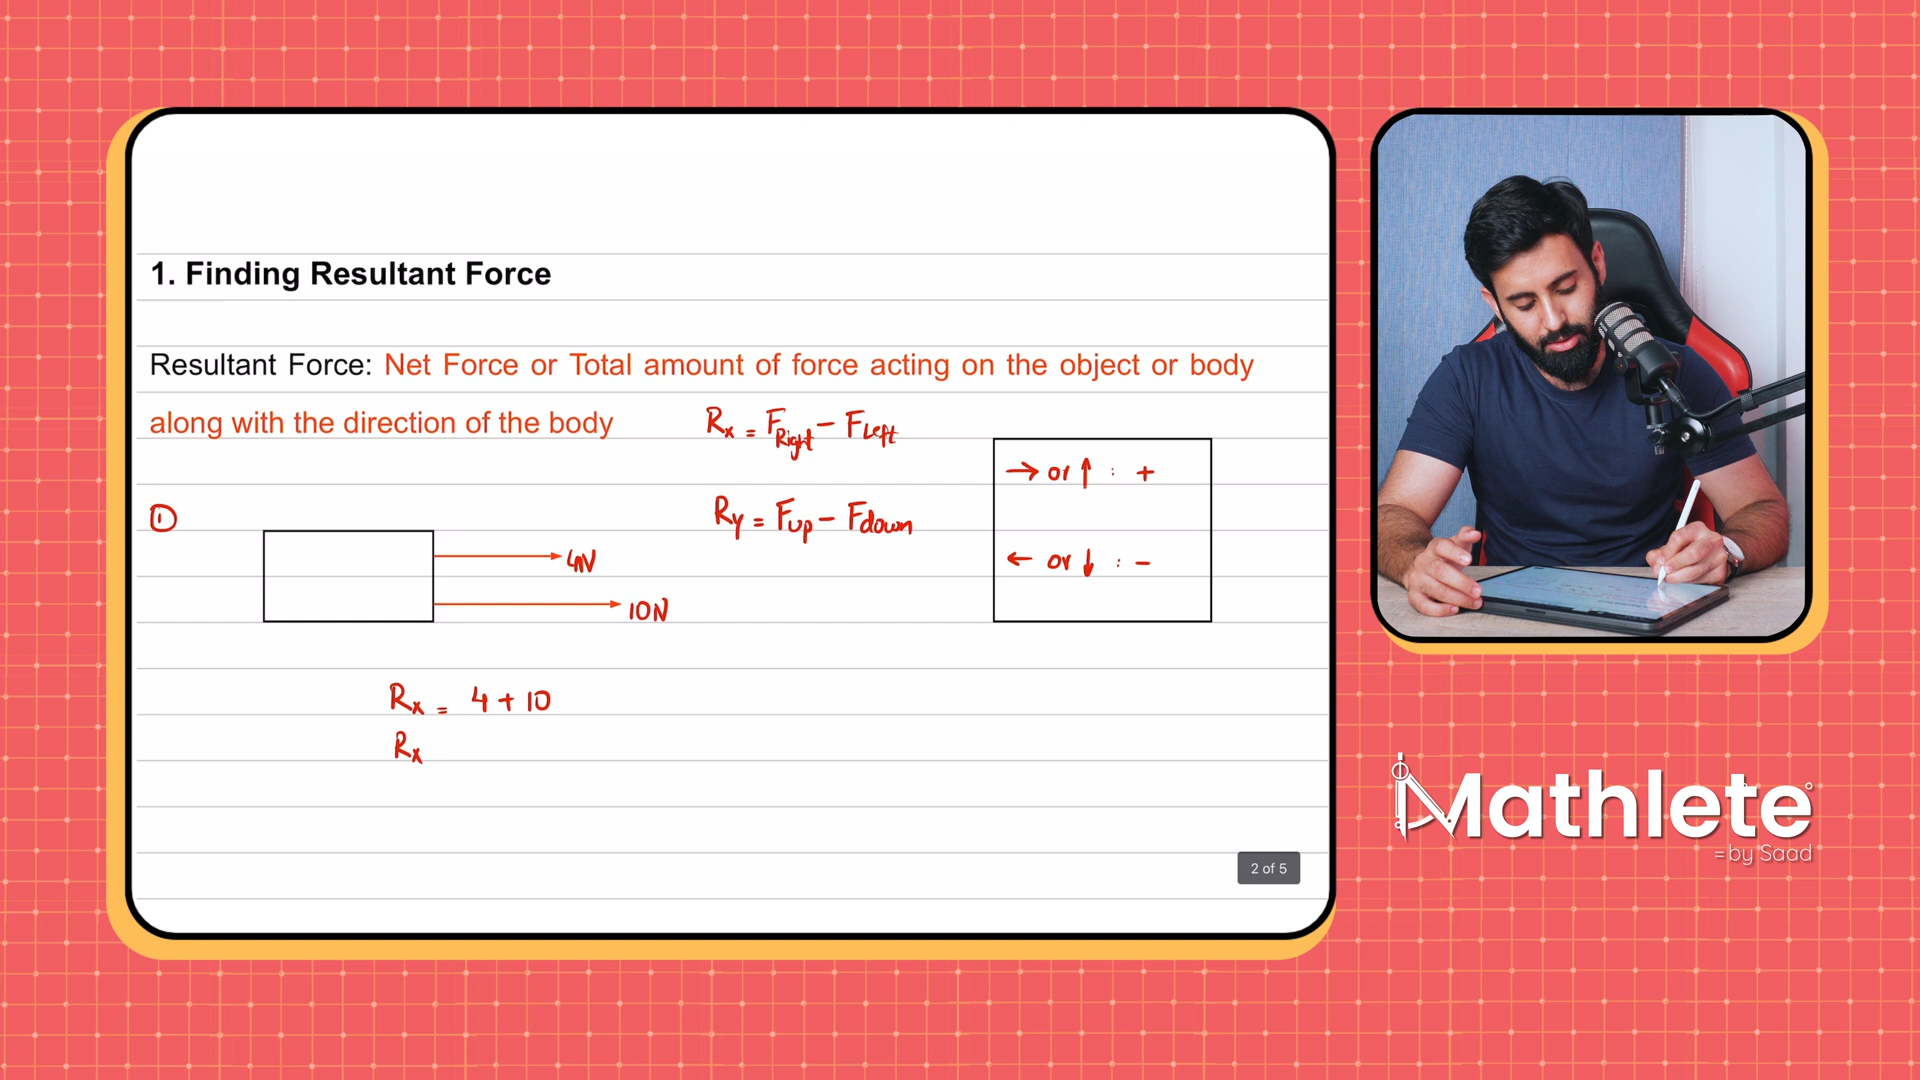 1. Finding Resultant Force
Resultant Force: Net Force or Total amount of force acting on the object or body
along with the direction of the body
Rx = FRight - FLeft
→ or ↑ : +
①
Ry = Fup - Fdown
← or ↓ : -
4N
10N
Rx = 4 + 10
Rx
2 of 5
Mathlete
= by Saad